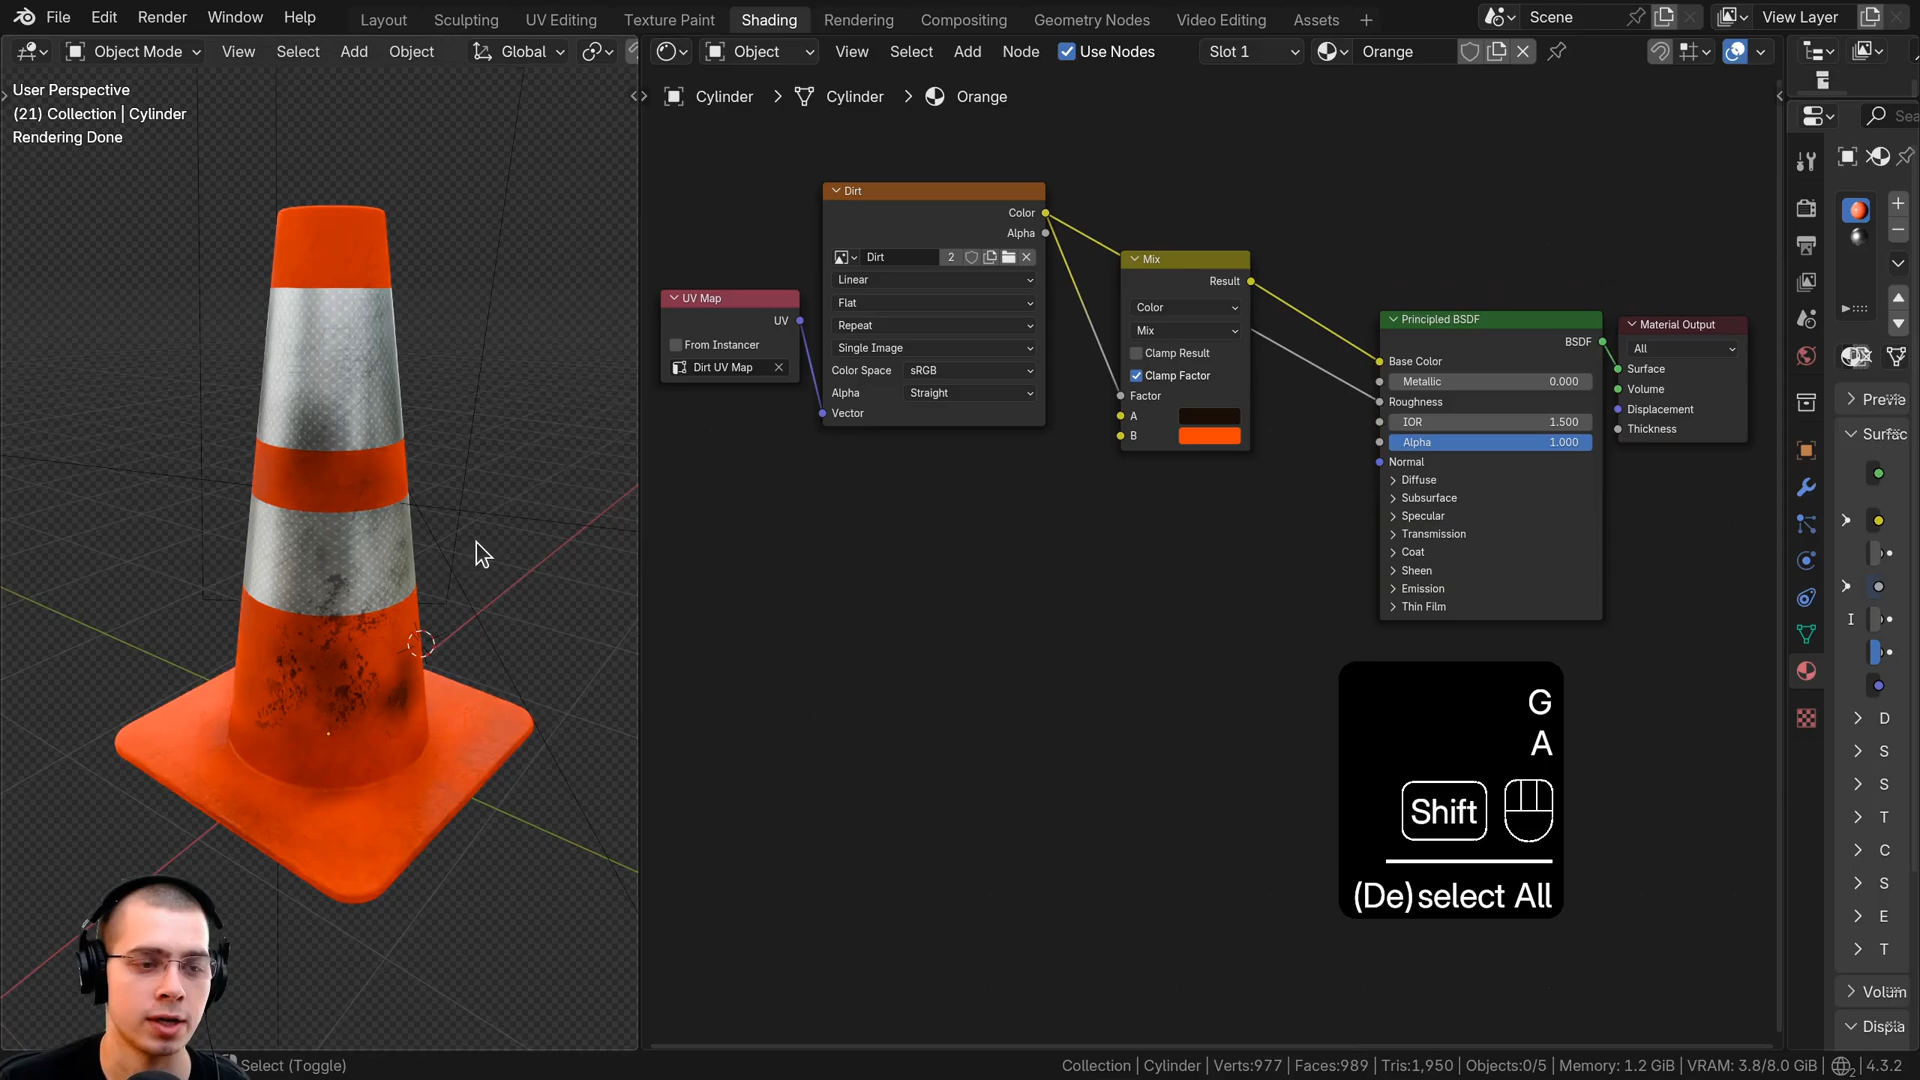 File Edit Render Window Help
Layout Sculpting UV Editing Texture Paint Shading Rendering Compositing Geometry Nodes Video Editing Assets
Scene
View Layer
Object Mode View Select Add Object Global
Object View Select Add Node Use Nodes Slot 1 Orange
User Perspective
(21) Collection | Cylinder
Rendering Done
Cylinder Cylinder Orange
UV Map
UV
From Instancer
Dirt UV Map
Dirt
Color
Alpha
Dirt 2
Linear
Flat
Repeat
Single Image
Color Space sRGB
Alpha Straight
Vector
Mix
Result
Color
Mix
Clamp Result
Clamp Factor
Factor
A
B
Principled BSDF
BSDF
Base Color
Metallic 0.000
Roughness
IOR 1.500
Alpha 1.000
Normal
Diffuse
Subsurface
Specular
Transmission
Coat
Sheen
Emission
Thin Film
Material Output
All
Surface
Volume
Displacement
Thickness
Sea
Previe
Surfac
I
D
S
S
T
C
S
E
T
Volum
Displa
G
A
Shift
(De)select All
Select (Toggle)
Collection | Cylinder | Verts:977 | Faces:989 | Tris:1,950 | Objects:0/5 | Memory: 1.2 GiB | VRAM: 3.8/8.0 GiB | 4.3.2